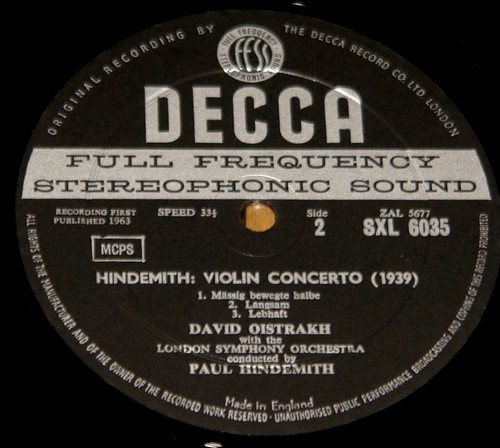 ORIGINAL RECORDING BY
THE DECCA RECORD CO. LTD. LONDON
FULL FREQUENCY
ffss
STEREOPHONIC
DECCA
FULL FREQUENCY
STEREOPHONIC SOUND
RECORDING FIRST
PUBLISHED 1963
SPEED 33⅓
Side
2
ZAL 5677
SXL 6035
MCPS
HINDEMITH: VIOLIN CONCERTO (1939)
1. Mässig bewegte halbe
2. Langsam
3. Lebhaft
DAVID OISTRAKH
with the
LONDON SYMPHONY ORCHESTRA
conducted by
PAUL HINDEMITH
Made in England
ALL RIGHTS OF THE MANUFACTURER AND OF THE OWNER OF THE RECORDED WORK RESERVED · UNAUTHORISED PUBLIC PERFORMANCE BROADCASTING AND COPYING OF THIS RECORD PROHIBITED